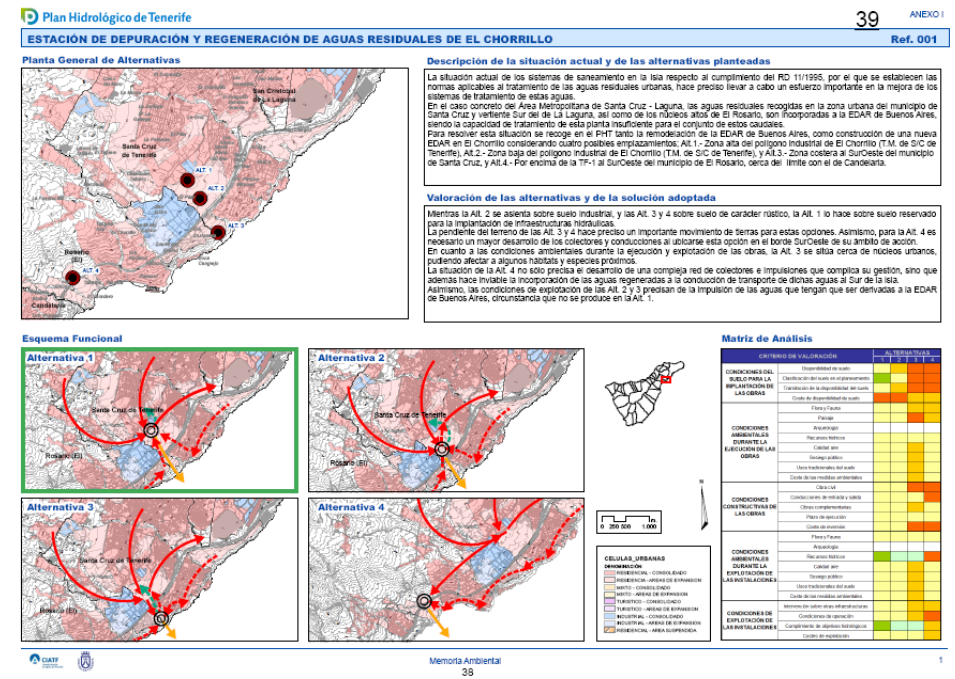 Plan Hidrológico de Tenerife
39
ANEXO I
ESTACIÓN DE DEPURACIÓN Y REGENERACIÓN DE AGUAS RESIDUALES DE EL CHORRILLO
Ref. 001
Planta General de Alternativas
San Cristobal
de La Laguna
Santa Cruz
de Tenerife
ALT. 1
ALT. 2
ALT. 3
ALT. 4
Rosario
(El)
Candelaria
Descripción de la situación actual y de las alternativas planteadas
La situación actual de los sistemas de saneamiento en la Isla respecto al cumplimiento del RD 11/1995, por el que se establecen las
normas aplicables al tratamiento de las aguas residuales urbanas, hace preciso llevar a cabo un esfuerzo importante en la mejora de los
sistemas de tratamiento de estas aguas.
En el caso concreto del Área Metropolitana de Santa Cruz - Laguna, las aguas residuales recogidas en la zona urbana del municipio de
Santa Cruz y vertiente Sur del de La Laguna, así como de los núcleos altos de El Rosario, son incorporadas a la EDAR de Buenos Aires,
siendo la capacidad de tratamiento de esta planta insuficiente para el conjunto de estos caudales.
Para resolver esta situación se recoge en el PHT tanto la remodelación de la EDAR de Buenos Aires, como construcción de una nueva
EDAR en El Chorrillo considerando cuatro posibles emplazamientos; Alt.1.- Zona alta del polígono Industrial de El Chorrillo (T.M. de S/C de
Tenerife), Alt.2.- Zona baja del polígono Industrial de El Chorrillo (T.M. de S/C de Tenerife), y Alt.3.- Zona costera al SurOeste del municipio
de Santa Cruz, y Alt.4.- Por encima de la TF-1 al SurOeste del municipio de El Rosario, cerca del límite con el de Candelaria.
Valoración de las alternativas y de la solución adoptada
Mientras la Alt. 2 se asienta sobre suelo industrial, y las Alt. 3 y 4 sobre suelo de carácter rústico, la Alt. 1 lo hace sobre suelo reservado
para la implantación de infraestructuras hidráulicas.
La pendiente del terreno de las Alt. 3 y 4 hace preciso un importante movimiento de tierras para estas opciones. Asimismo, para la Alt. 4 es
necesario un mayor desarrollo de los colectores y conducciones al ubicarse esta opción en el borde SurOeste de su ámbito de acción.
En cuanto a las condiciones ambientales durante la ejecución y explotación de las obras, la Alt. 3 se sitúa cerca de núcleos urbanos,
pudiendo afectar a algunos hábitats y especies próximos.
La situación de la Alt. 4 no sólo precisa el desarrollo de una compleja red de colectores e impulsiones que complica su gestión, sino que
además hace inviable la incorporación de las aguas regeneradas a la conducción de transporte de dichas aguas al Sur de la Isla.
Asimismo, las condiciones de explotación de las Alt. 2 y 3 precisan de la impulsión de las aguas que tengan que ser derivadas a la EDAR
de Buenos Aires, circunstancia que no se produce en la Alt. 1.
Esquema Funcional
Alternativa 1
Santa Cruz de Tenerife
Rosario (El)
Alternativa 2
Santa Cruz de Tenerife
Rosario (El)
Alternativa 3
Santa Cruz de Tenerife
Rosario (El)
Alternativa 4
N
0 250 500 1.000
CELULAS_URBANAS
DENOMINACIÓN
RESIDENCIAL - CONSOLIDADO
RESIDENCIA - AREAS DE EXPANSION
MIXTO - CONSOLIDADO
MIXTO - AREAS DE EXPANSION
TURISTICO - CONSOLIDADO
TURISTICO - AREAS DE EXPANSION
INDUSTRIAL - CONSOLIDADO
INDUSTRIAL - AREAS DE EXPANSION
RESIDENCIAL - AREA SUSPENDIDA
Matriz de Análisis
CRITERIO DE VALORACIÓN
ALTERNATIVAS
1 2 3 4
CONDICIONES DEL
SUELO PARA LA
IMPLANTACIÓN DE
LAS OBRAS
Disponibilidad de suelo
Clasificación del suelo en el planeamiento
Tramitación de la disponibilidad del suelo
Coste de disponibilidad de suelo
CONDICIONES
AMBIENTALES
DURANTE LA
EJECUCIÓN DE LAS
OBRAS
Flora y Fauna
Paisaje
Arqueología
Recursos hídricos
Calidad aire
Sosiego público
Usos tradicionales del suelo
Coste de las medidas ambientales
CONDICIONES
CONSTRUCTIVAS DE
LAS OBRAS
Obra civil
Conducciones de entrada y salida
Obras complementarias
Plazo de ejecución
Coste de inversión
CONDICIONES
AMBIENTALES
DURANTE LA
EXPLOTACIÓN DE
LAS INSTALACIONES
Flora y Fauna
Arqueología
Recursos hídricos
Calidad aire
Sosiego público
Usos tradicionales del suelo
Coste de las medidas ambientales
CONDICIONES DE
EXPLOTACIÓN DE
LAS INSTALACIONES
Intervención sobre otras infraestructuras
Condiciones de operación
Cumplimiento de objetivos hidrológicos
Costes de explotación
CIATF
Memoria Ambiental
38
1